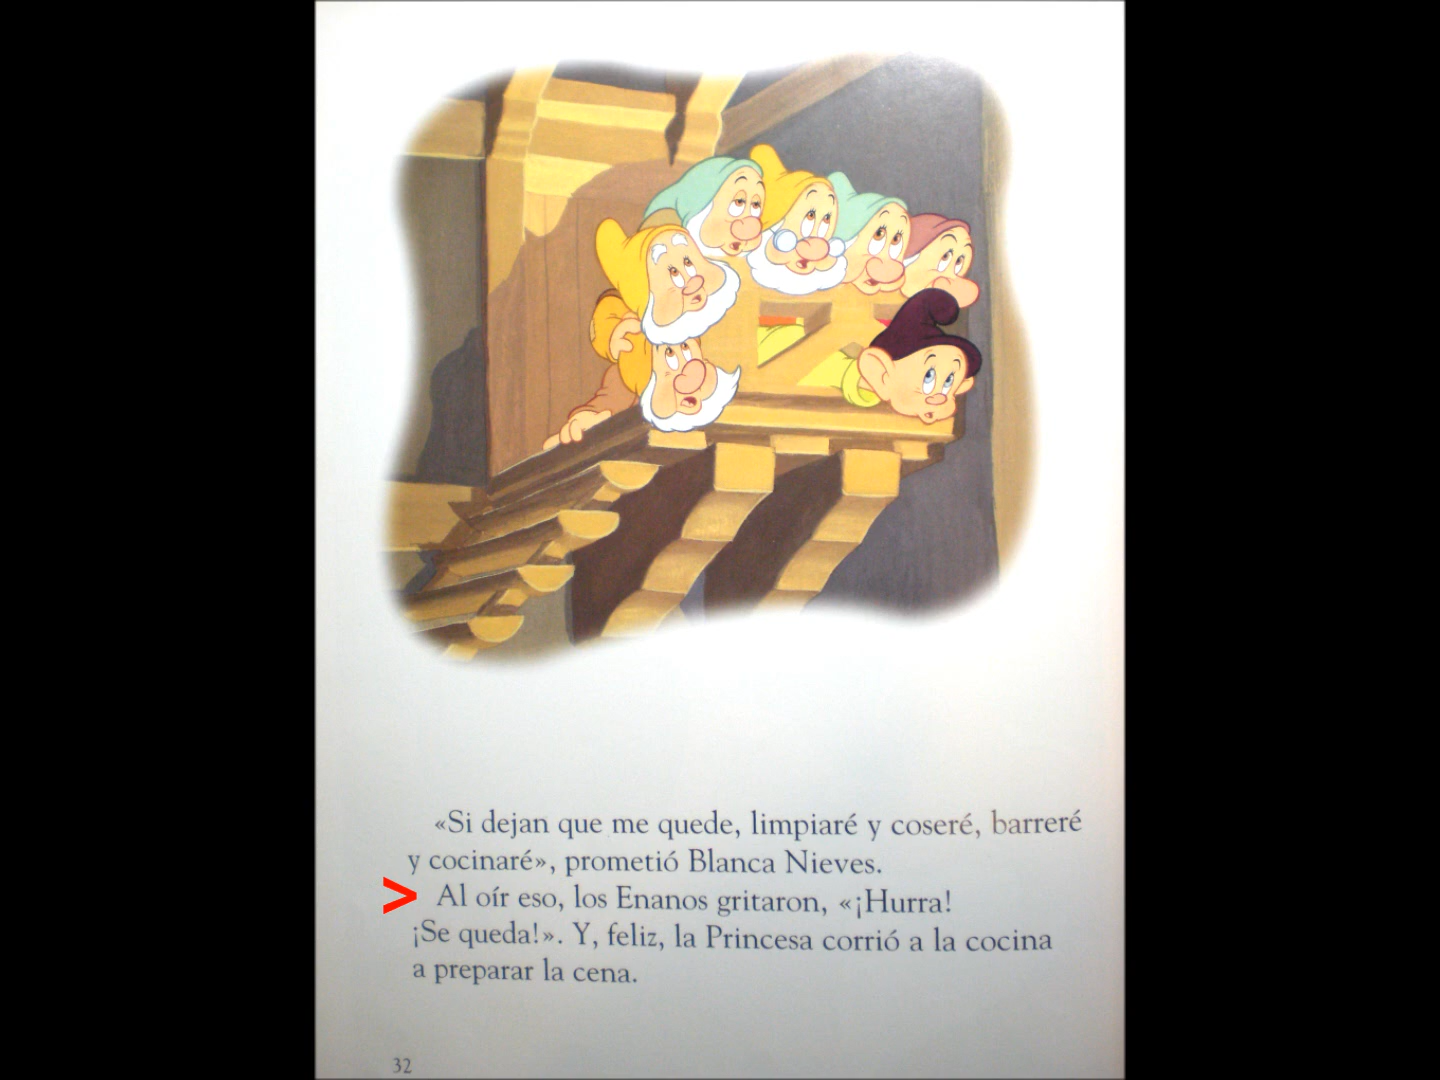 «Si dejan que me quede, limpiaré y coseré, barreré
y cocinaré», prometió Blanca Nieves.
> Al oír eso, los Enanos gritaron, «¡Hurra!
¡Se queda!». Y, feliz, la Princesa corrió a la cocina
a preparar la cena.
32